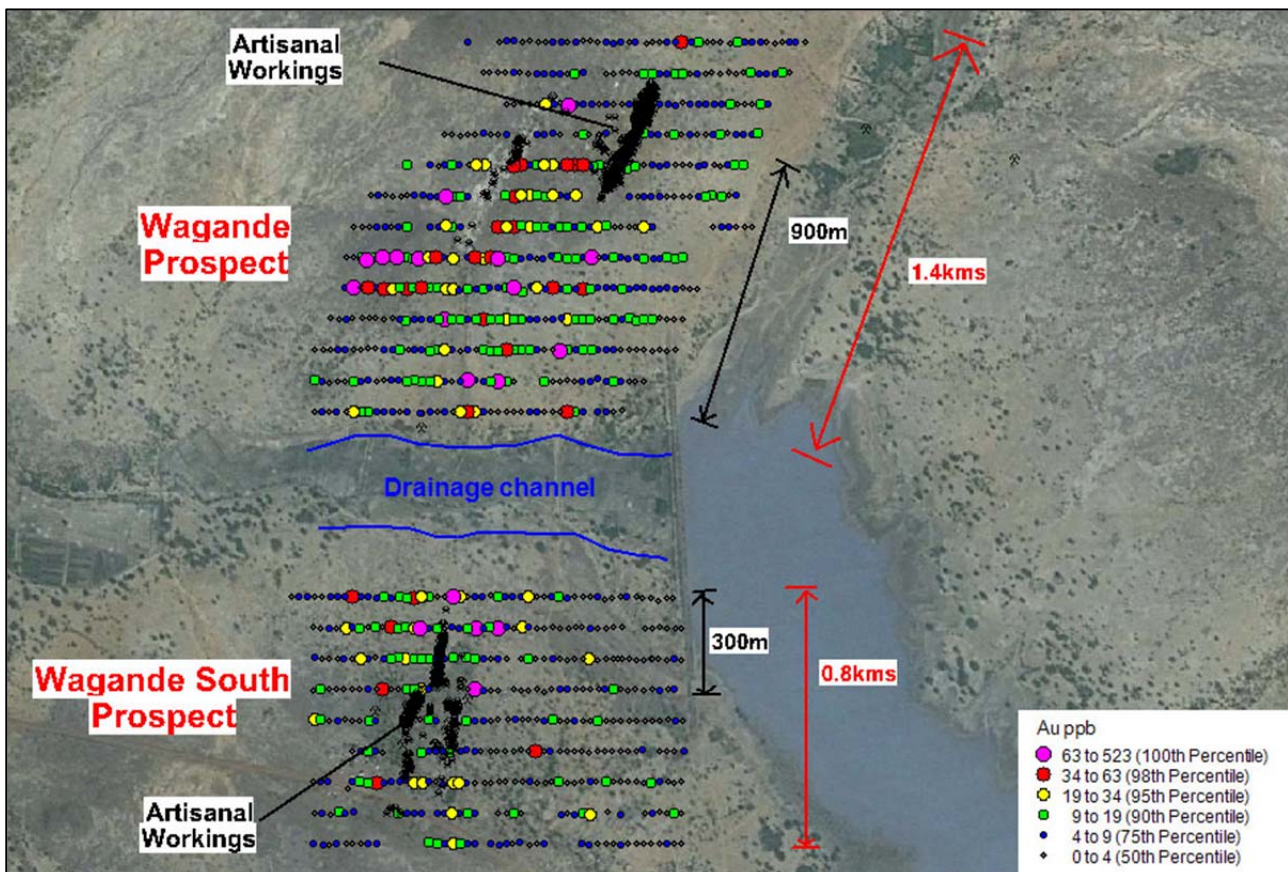 Artisanal
Workings
Wagande
Prospect
900m
1.4kms
Drainage channel
300m
Wagande South
Prospect
0.8kms
Artisanal
Workings
Au ppb
63 to 523 (100th Percentile)
34 to 63 (98th Percentile)
19 to 34 (95th Percentile)
9 to 19 (90th Percentile)
4 to 9 (75th Percentile)
0 to 4 (50th Percentile)